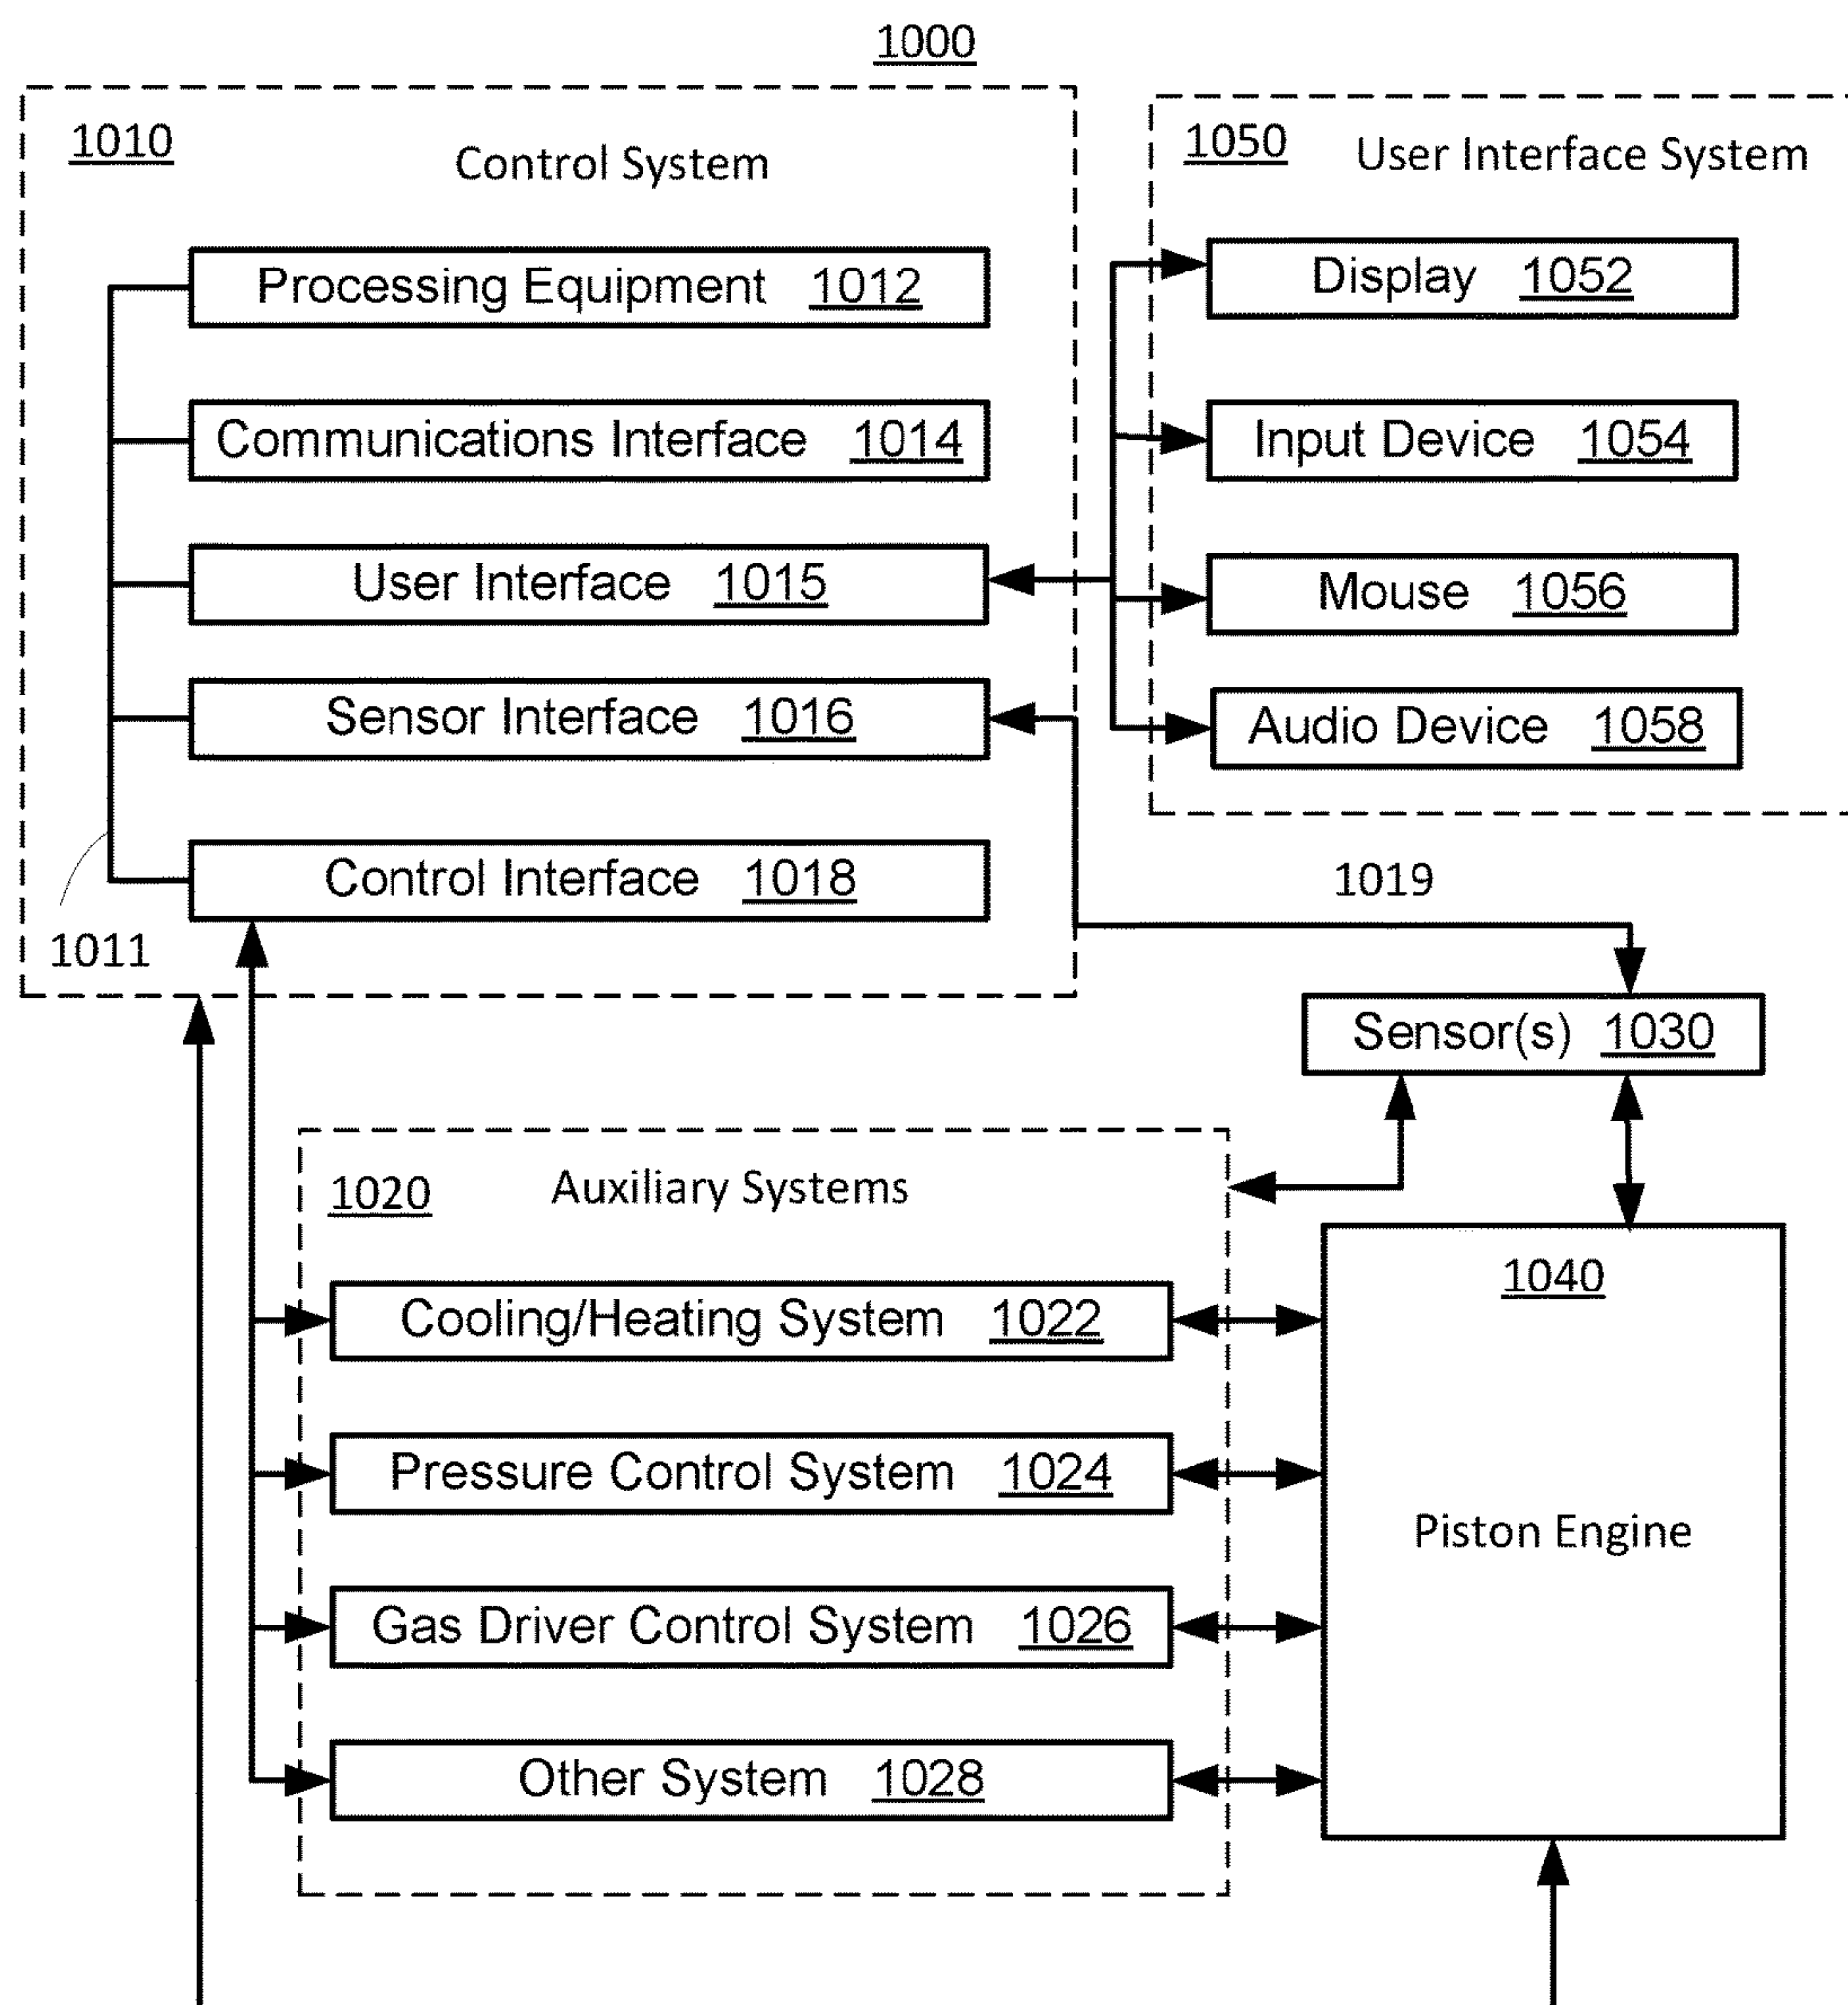 1000
1010
Control System
Processing Equipment 1012
Communications Interface 1014
User Interface 1015
Sensor Interface 1016
Control Interface 1018
1011
1050
User Interface System
Display 1052
Input Device 1054
Mouse 1056
Audio Device 1058
1019
Sensor(s) 1030
1020
Auxiliary Systems
Cooling/Heating System 1022
Pressure Control System 1024
Gas Driver Control System 1026
Other System 1028
1040
Piston Engine